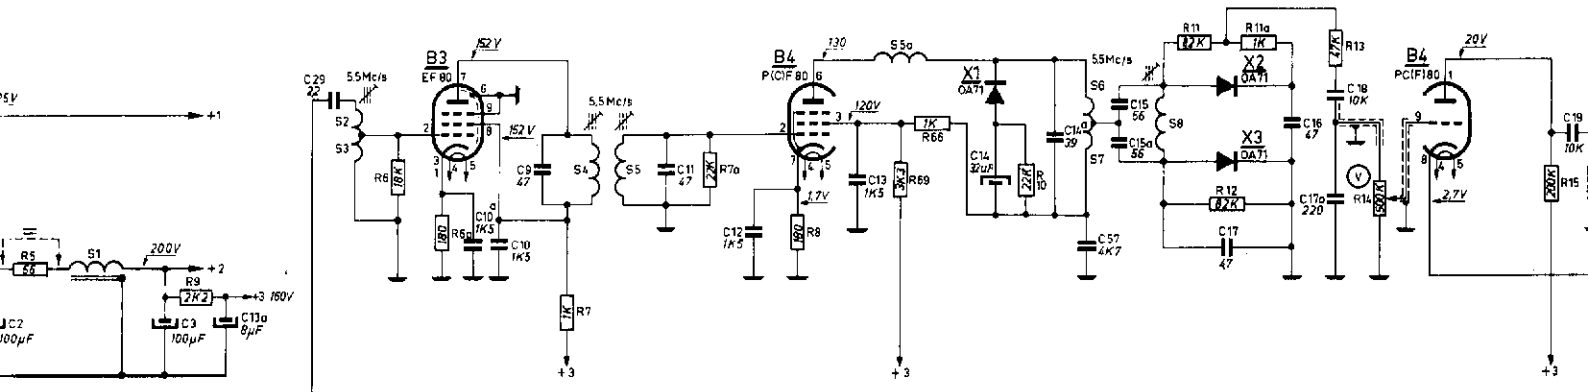 25V
+1
R5
56
S1
200V
+2
R9
2K2
+3 160V
C2
100µF
C3
100µF
C13a
8µF
C29
22
5,5Mc/s
S2
S3
R6
18K
B3
EF 80
7
6
9
8
2
3
1
4
5
152V
152V
180
R6a
C10
1K5
a
C10
1K5
C9
47
S4
5,5Mc/s
S5
R7
1K
+3
C11
47
R7a
22K
B4
P(C)F 80
6
130
2
3
7
4
5
120V
1,7V
C12
1K5
R8
180
C13
1K5
R69
3K3
+3
1K
R66
S5a
X1
OA71
C14
32µF
R
10
22K
C14a
39
S6
S7
C57
4K7
5,5Mc/s
C15
56
C15a
56
S8
R11
82K
R11a
1K
X2
OA71
X3
OA71
R12
82K
C17
47
C16
47
R13
47K
C18
10K
V
R14
500K
C17a
220
B4
PC(F)80
1
20V
9
8
4
5
2,7V
C19
10K
R15
200K
+3